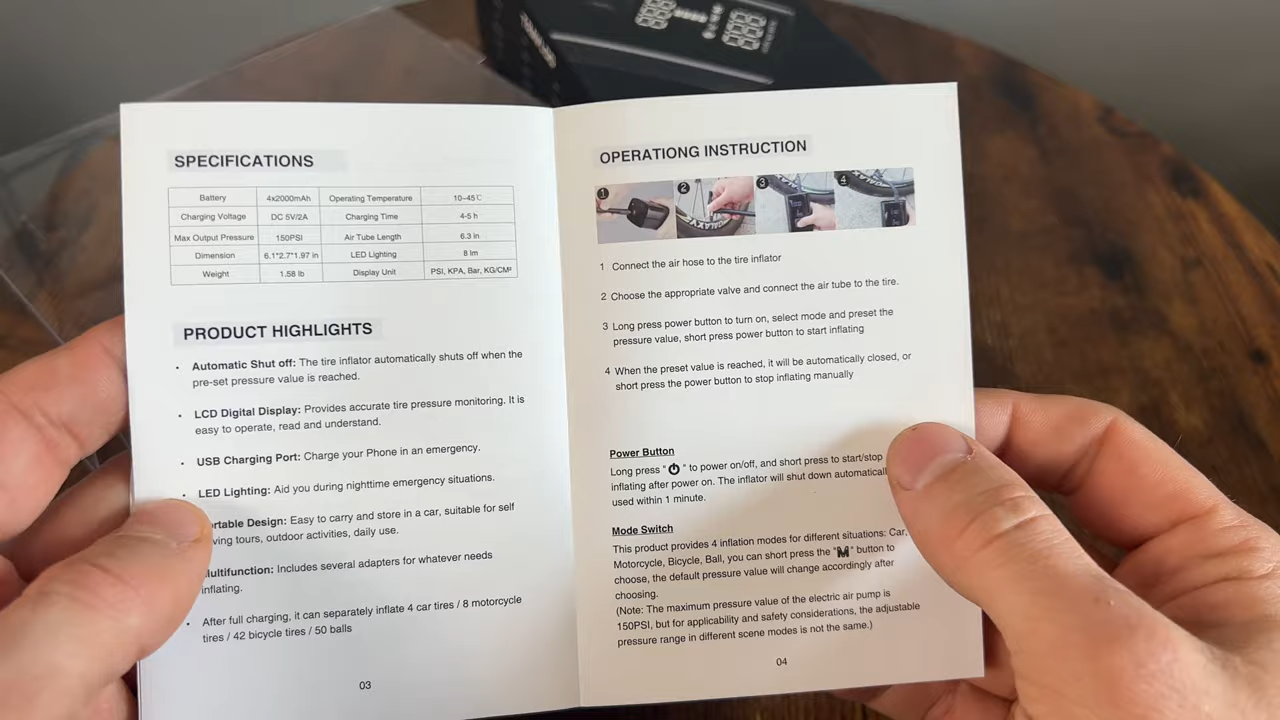 SPECIFICATIONS
Battery 4x2000mAh Operating Temperature 10-45℃
Charging Voltage DC 5V/2A Charging Time 4-5 h
Max Output Pressure 150PSI Air Tube Length 6.3 in
Dimension 6.1*2.7*1.97 in LED Lighting 8 lm
Weight 1.58 lb Display Unit PSI, KPA, Bar, KG/CM²
PRODUCT HIGHLIGHTS
• Automatic Shut off: The tire inflator automatically shuts off when the
pre-set pressure value is reached.
• LCD Digital Display: Provides accurate tire pressure monitoring. It is
easy to operate, read and understand.
• USB Charging Port: Charge your Phone in an emergency.
• LED Lighting: Aid you during nighttime emergency situations.
rtable Design: Easy to carry and store in a car, suitable for self
ving tours, outdoor activities, daily use.
ultifunction: Includes several adapters for whatever needs
inflating.
• After full charging, it can separately inflate 4 car tires / 8 motorcycle
tires / 42 bicycle tires / 50 balls
03
OPERATIONG INSTRUCTION
1 2 3 4
1 Connect the air hose to the tire inflator
2 Choose the appropriate valve and connect the air tube to the tire.
3 Long press power button to turn on, select mode and preset the
pressure value, short press power button to start inflating
4 When the preset value is reached, it will be automatically closed, or
short press the power button to stop inflating manually
Power Button
Long press "⏻" to power on/off, and short press to start/stop
inflating after power on. The inflator will shut down automaticall
used within 1 minute.
Mode Switch
This product provides 4 inflation modes for different situations: Car,
Motorcycle, Bicycle, Ball, you can short press the "M" button to
choose, the default pressure value will change accordingly after
choosing.
(Note: The maximum pressure value of the electric air pump is
150PSI, but for applicability and safety considerations, the adjustable
pressure range in different scene modes is not the same.)
04